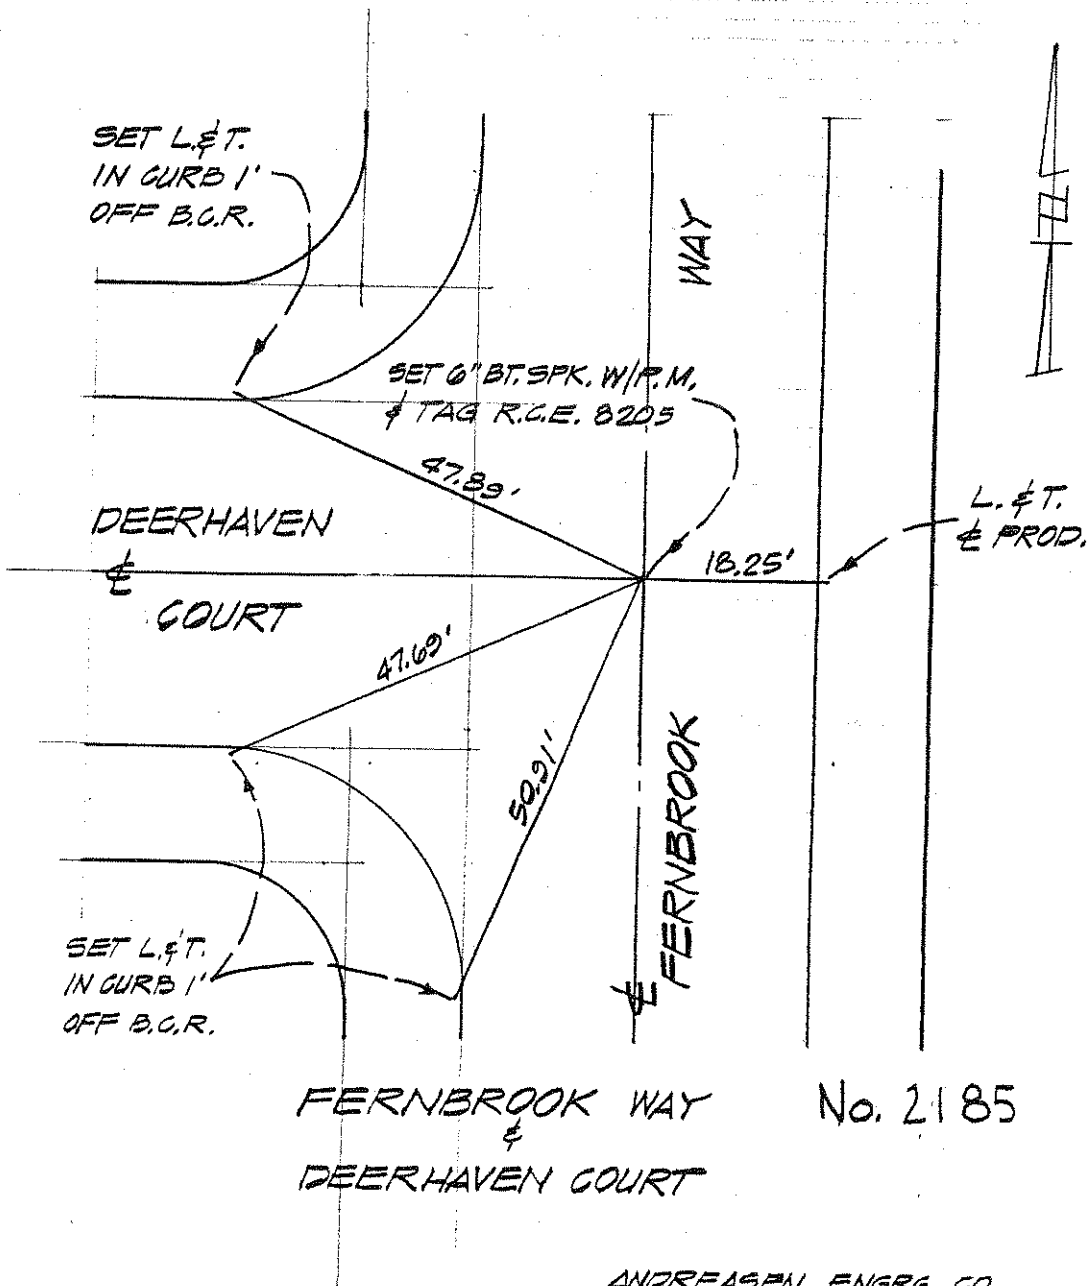 SET L.&T.
IN CURB 1'
OFF B.C.R.
WAY
SET 6" BT. SPK. W/P.M.
& TAG R.C.E. 8205
47.89'
L. & T.
℄ PROD.
DEERHAVEN
℄
COURT
18.25'
47.69'
50.91'
℄ FERNBROOK
SET L.&T.
IN CURB 1'
OFF B.C.R.
FERNBROOK WAY
&
DEERHAVEN COURT
No. 2185
ANDREASEN ENGRG. CO.